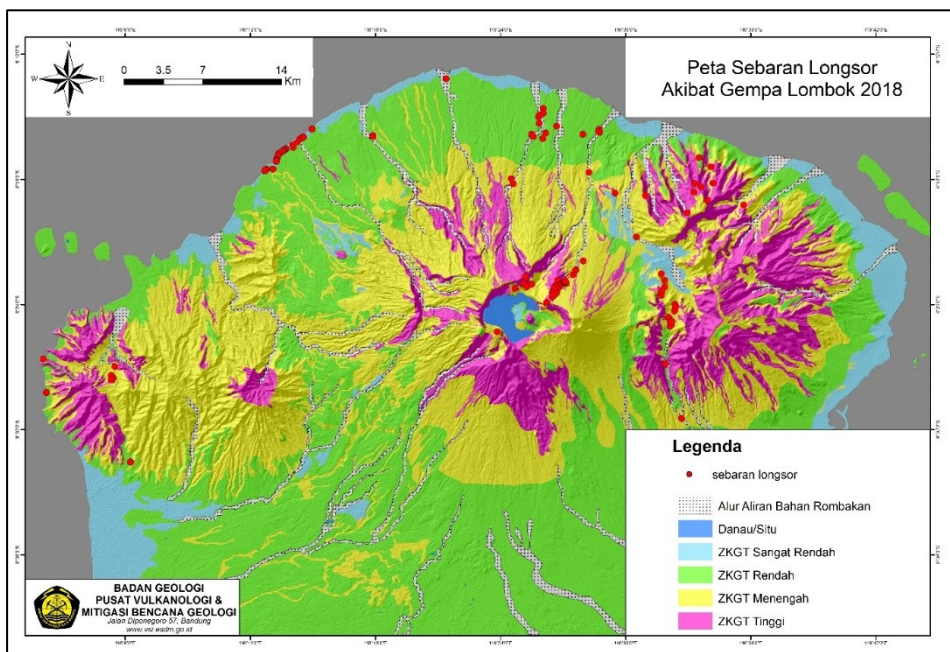 Peta Sebaran Longsor
Akibat Gempa Lombok 2018
N
W
E
S
0
3.5
7
14
Km
Legenda
sebaran longsor
Alur Aliran Bahan Rombakan
Danau/Situ
ZKGT Sangat Rendah
ZKGT Rendah
ZKGT Menengah
ZKGT Tinggi
BADAN GEOLOGI
PUSAT VULKANOLOGI &
MITIGASI BENCANA GEOLOGI
Jalan Diponegoro 57, Bandung
www.vsi.esdm.go.id